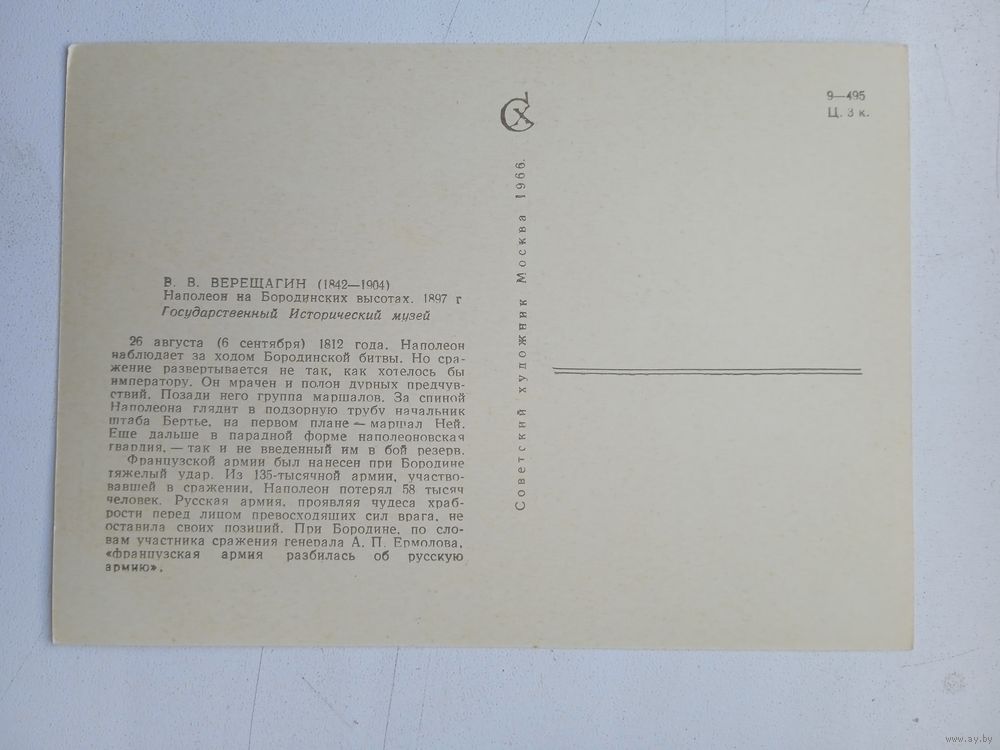 В. В. ВЕРЕЩАГИН (1842—1904)
Наполеон на Бородинских высотах. 1897 г
Государственный Исторический музей
26 августа (6 сентября) 1812 года. Наполеон
наблюдает за ходом Бородинской битвы. Но сра-
жение развертывается не так, как хотелось бы
императору. Он мрачен и полон дурных предчув-
ствий. Позади него группа маршалов. За спиной
Наполеона глядит в подзорную трубу начальник
штаба Бертье, на первом плане — маршал Ней.
Еще дальше в парадной форме наполеоновская
гвардия, — так и не введенный им в бой резерв.
Французской армии был нанесен при Бородине
тяжелый удар. Из 135-тысячной армии, участво-
вавшей в сражении, Наполеон потерял 58 тысяч
человек. Русская армия, проявляя чудеса храб-
рости перед лицом превосходящих сил врага, не
оставила своих позиций. При Бородине, по сло-
вам участника сражения генерала А. П. Ермолова,
«французская армия разбилась об русскую
армию».
СХ
Советский художник Москва 1966.
9—495
Ц. 3 к.
www.ay.by